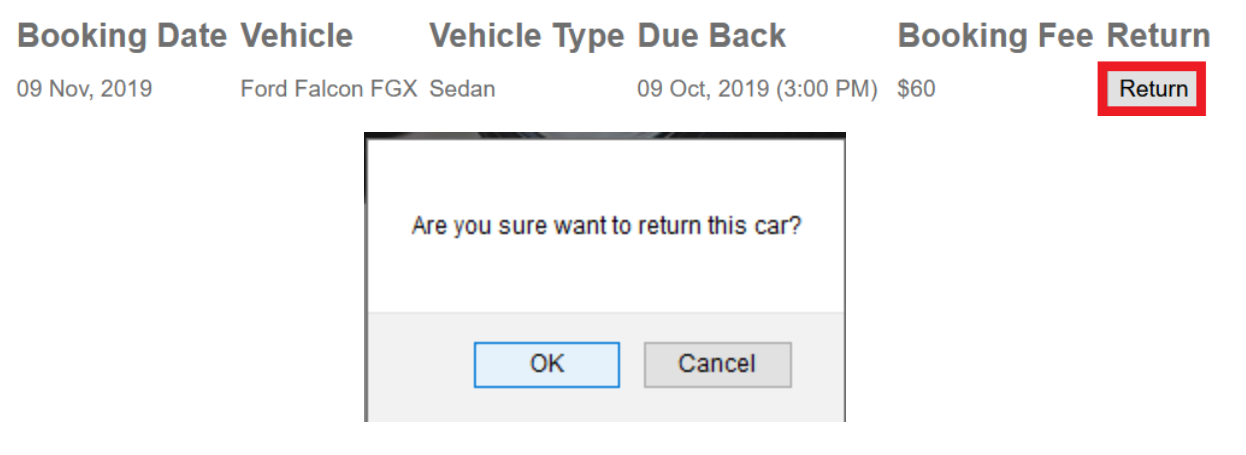 Booking Date Vehicle Vehicle Type Due Back Booking Fee Return
09 Nov, 2019 Ford Falcon FGX Sedan 09 Oct, 2019 (3:00 PM) $60 Return
Are you sure want to return this car?
OK Cancel